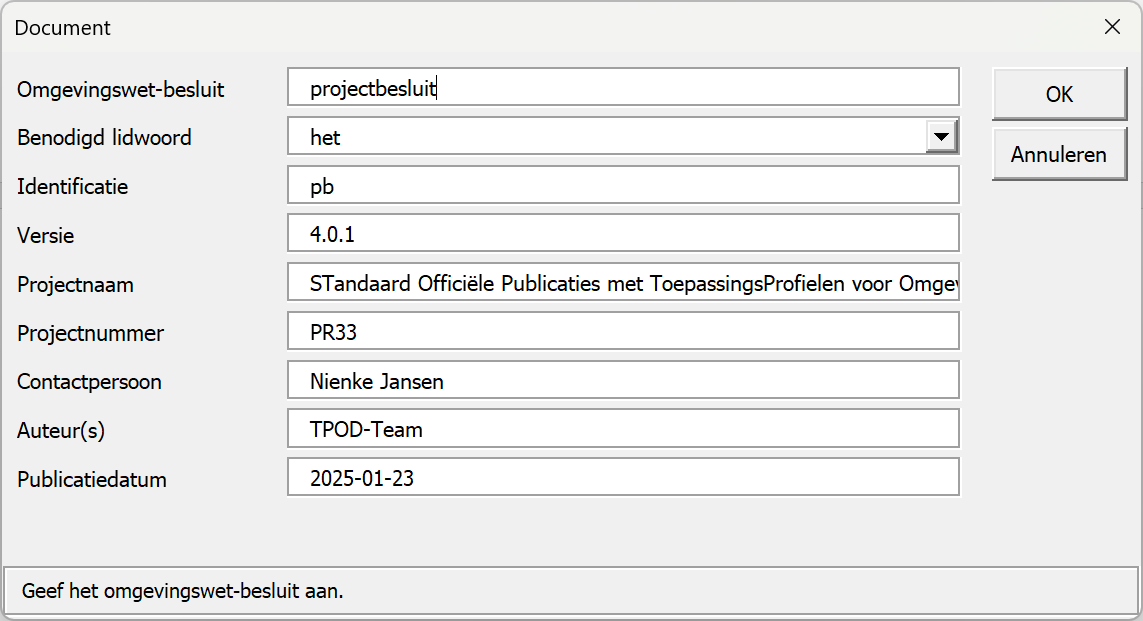 Document
Omgevingswet-besluit projectbesluit
Benodigd lidwoord het
Identificatie pb
Versie 4.0.1
Projectnaam STandaard Officiële Publicaties met ToepassingsProfielen voor
Projectnummer PR33
Contactpersoon Nienke Jansen
Auteur(s) TPOD-Team
Publicatiedatum 2025-01-23
OK
Annuleren
Geef het omgevingswet-besluit aan.